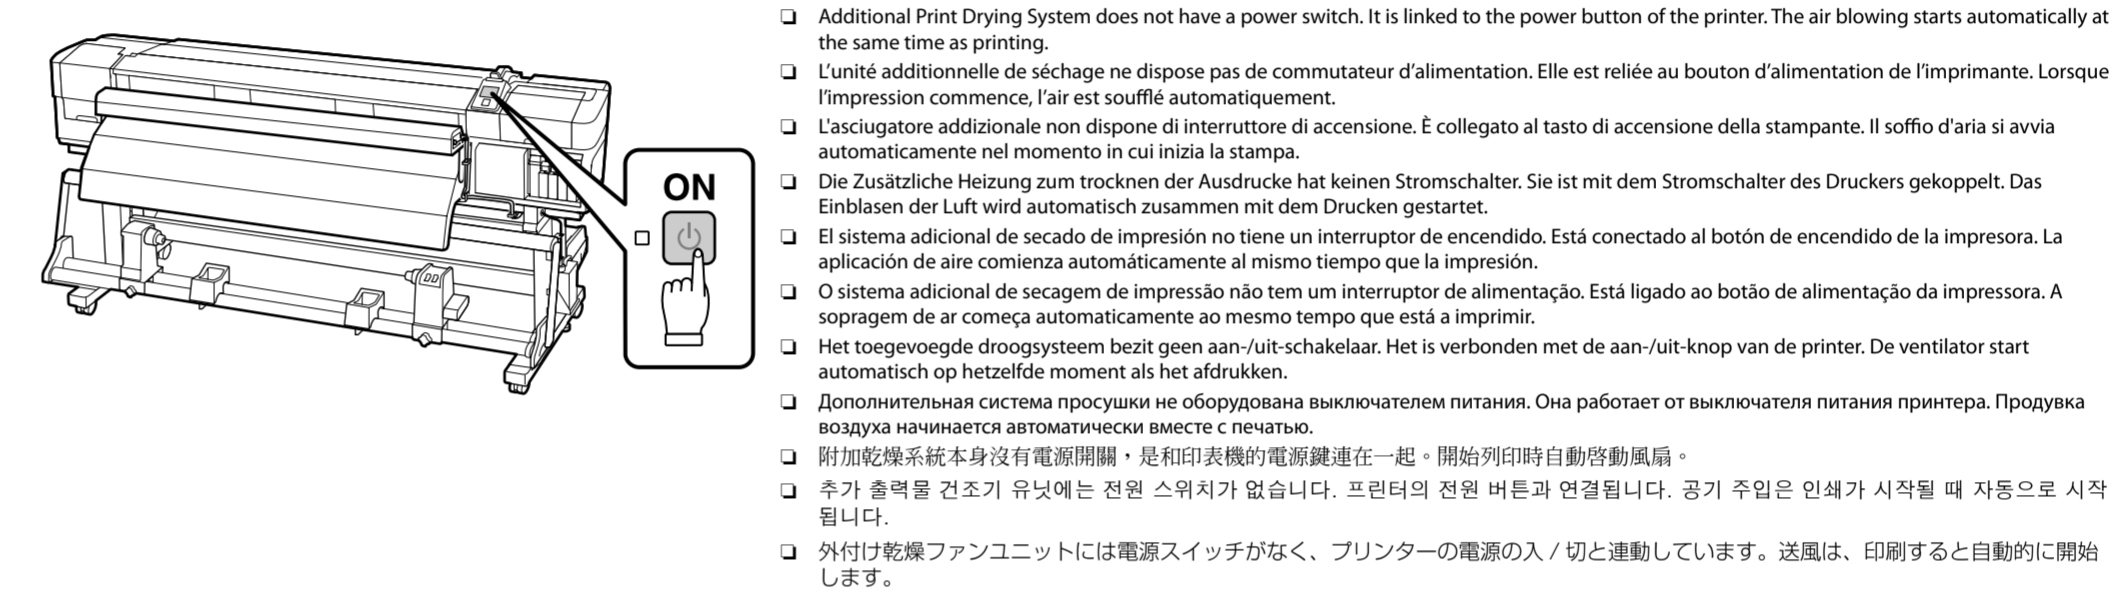 ON
❏ Additional Print Drying System does not have a power switch. It is linked to the power button of the printer. The air blowing starts automatically at
the same time as printing.
❏ L’unité additionnelle de séchage ne dispose pas de commutateur d’alimentation. Elle est reliée au bouton d’alimentation de l’imprimante. Lorsque
l’impression commence, l’air est soufflé automatiquement.
❏ L'asciugatore addizionale non dispone di interruttore di accensione. È collegato al tasto di accensione della stampante. Il soffio d'aria si avvia
automaticamente nel momento in cui inizia la stampa.
❏ Die Zusätzliche Heizung zum trocknen der Ausdrucke hat keinen Stromschalter. Sie ist mit dem Stromschalter des Druckers gekoppelt. Das
Einblasen der Luft wird automatisch zusammen mit dem Drucken gestartet.
❏ El sistema adicional de secado de impresión no tiene un interruptor de encendido. Está conectado al botón de encendido de la impresora. La
aplicación de aire comienza automáticamente al mismo tiempo que la impresión.
❏ O sistema adicional de secagem de impressão não tem um interruptor de alimentação. Está ligado ao botão de alimentação da impressora. A
sopragem de ar começa automaticamente ao mesmo tempo que está a imprimir.
❏ Het toegevoegde droogsysteem bezit geen aan-/uit-schakelaar. Het is verbonden met de aan-/uit-knop van de printer. De ventilator start
automatisch op hetzelfde moment als het afdrukken.
❏ Дополнительная система просушки не оборудована выключателем питания. Она работает от выключателя питания принтера. Продувка
воздуха начинается автоматически вместе с печатью.
❏ 附加乾燥系統本身沒有電源開關，是和印表機的電源鍵連在一起。開始列印時自動啓動風扇。
❏ 추가 출력물 건조기 유닛에는 전원 스위치가 없습니다. 프린터의 전원 버튼과 연결됩니다. 공기 주입은 인쇄가 시작될 때 자동으로 시작
됩니다.
❏ 外付け乾燥ファンユニットには電源スイッチがなく、プリンターの電源の入 / 切と連動しています。送風は、印刷すると自動的に開始
します。